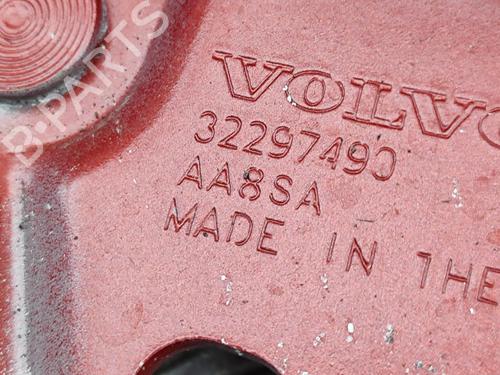 VOLVO
32297490
AA8SA
MADE IN THE
B-PARTS